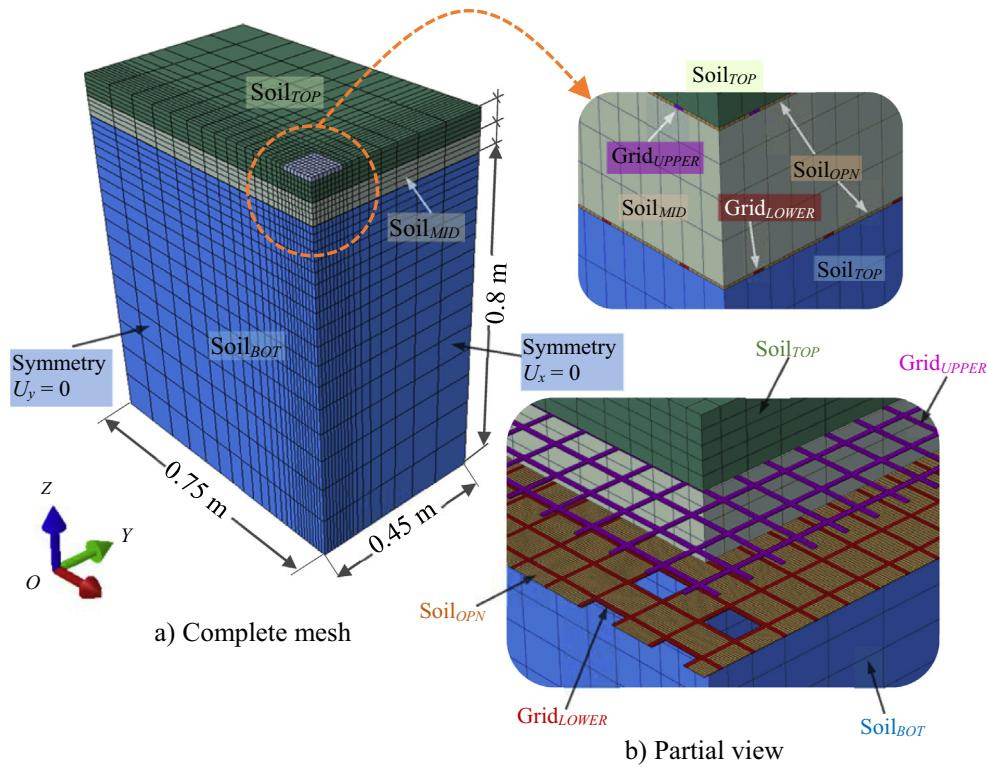 Soil_TOP
Soil_MID
Soil_BOT
Symmetry
U_y = 0
Symmetry
U_x = 0
0.8 m
0.75 m
0.45 m
Z
Y
O
a) Complete mesh
Soil_TOP
Grid_UPPER
Soil_OPN
Soil_MID
Grid_LOWER
Soil_TOP
Soil_TOP
Grid_UPPER
Soil_OPN
Grid_LOWER
Soil_BOT
b) Partial view